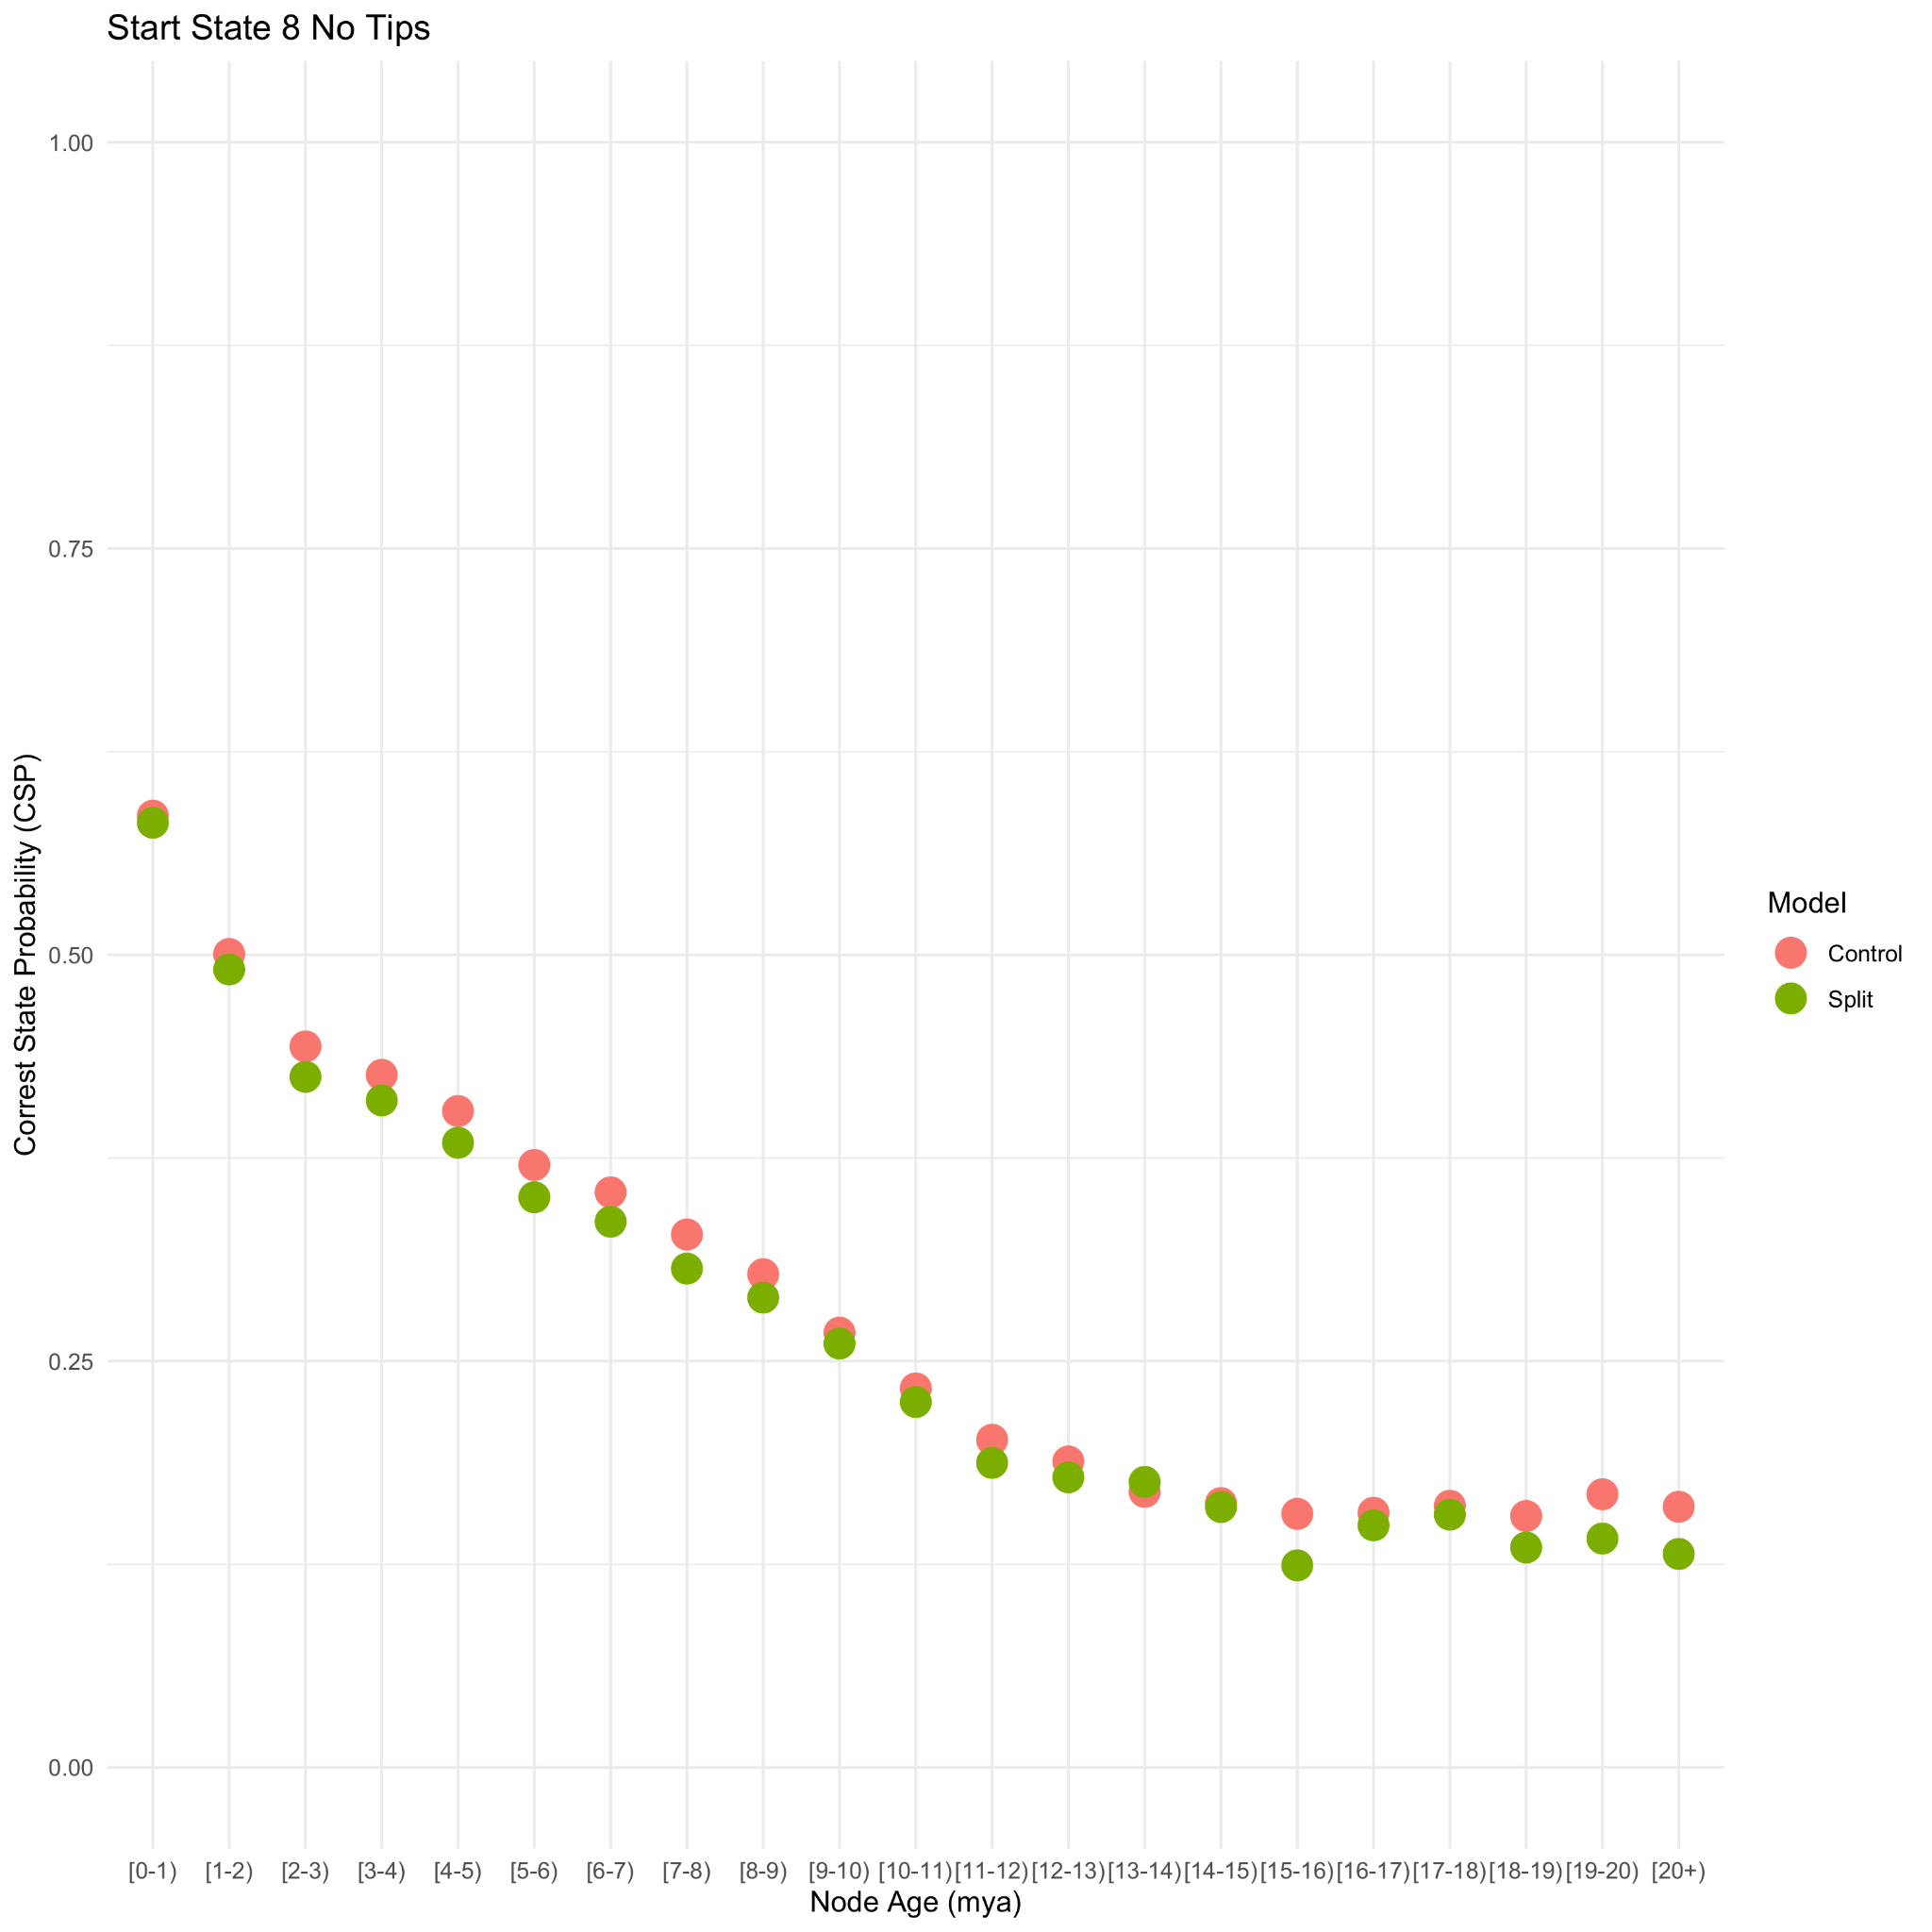 Start State 8 No Tips
1.00
0.75
0.50
0.25
0.00
Correst State Probability (CSP)
[0-1) [1-2) [2-3) [3-4) [4-5) [5-6) [6-7) [7-8) [8-9) [9-10) [10-11) [11-12) [12-13) [13-14) [14-15) [15-16) [16-17) [17-18) [18-19) [19-20) [20+)
Node Age (mya)
Model
Control
Split